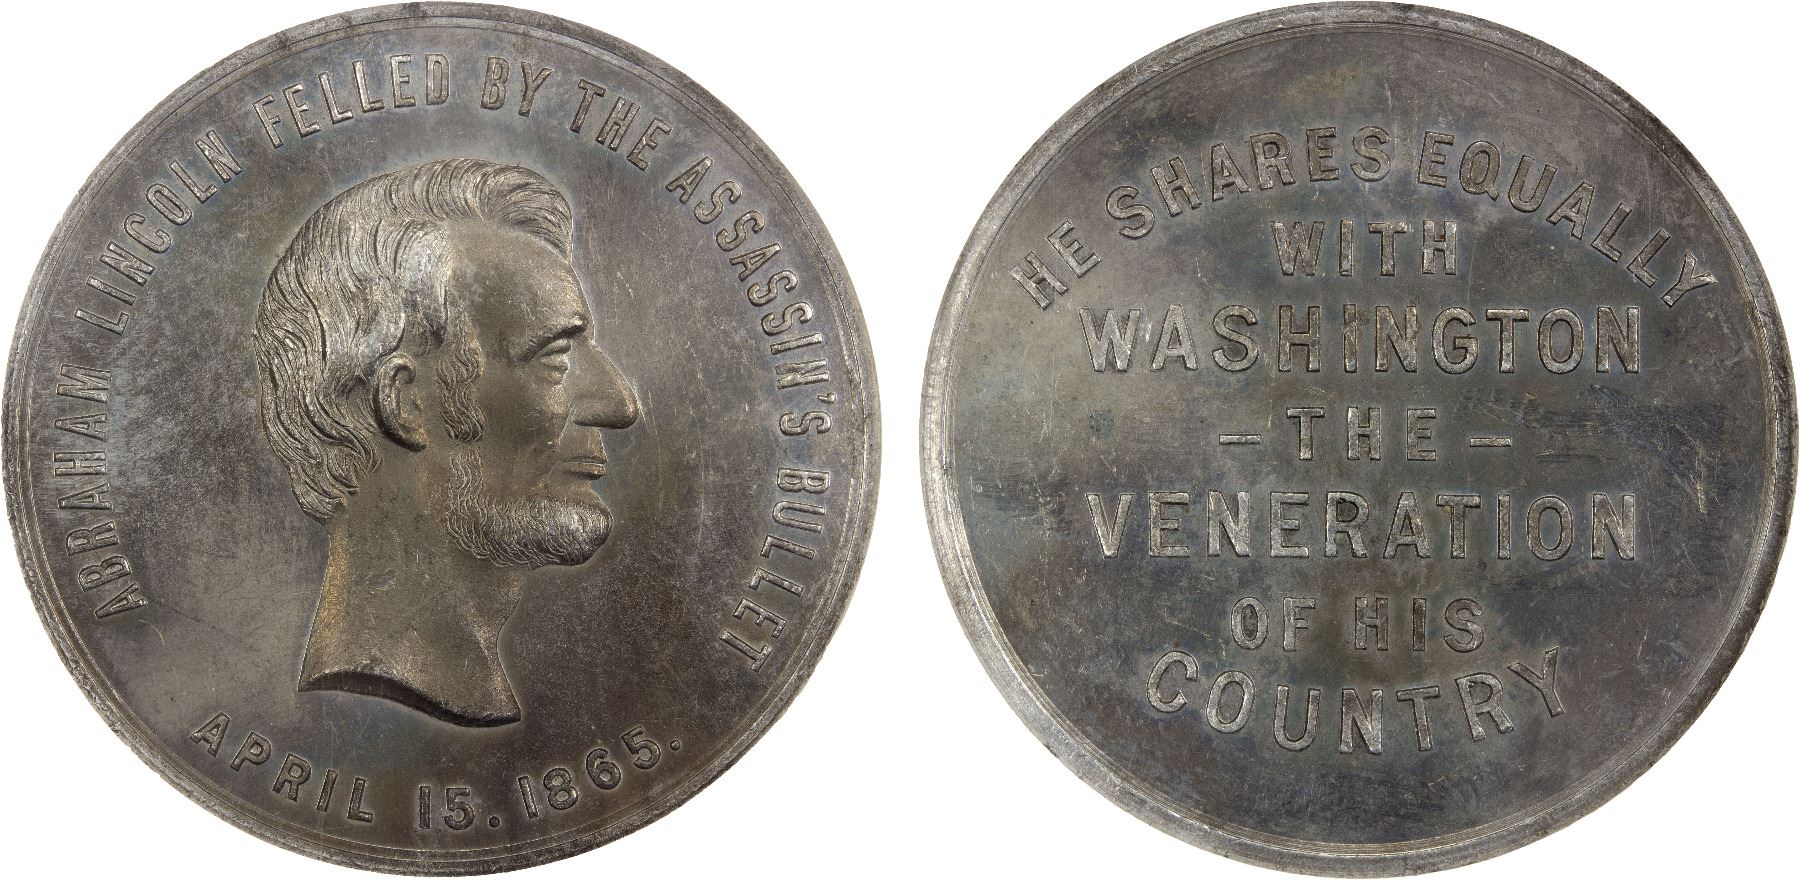 ABRAHAM LINCOLN FELLED BY THE ASSASSIN'S BULLET
APRIL 15. 1865.
HE SHARES EQUALLY
WITH
WASHINGTON
– THE –
VENERATION
OF HIS
COUNTRY